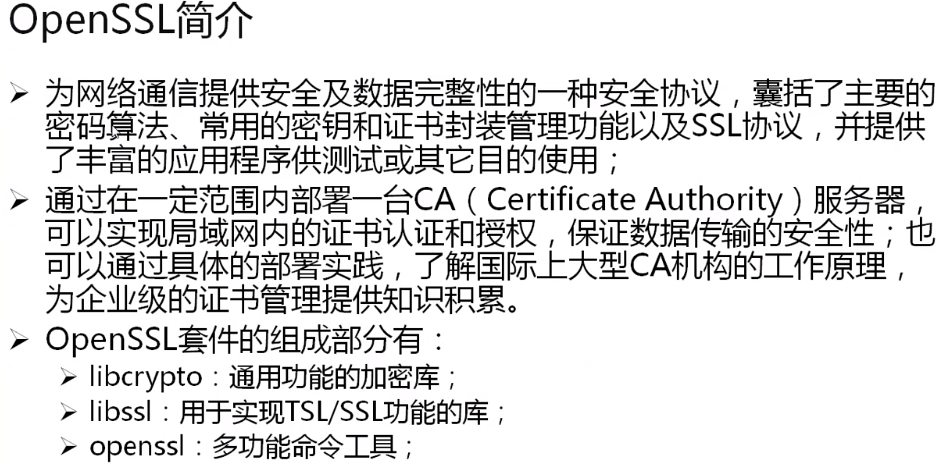 OpenSSL简介
➢ 为网络通信提供安全及数据完整性的一种安全协议，囊括了主要的
密码算法、常用的密钥和证书封装管理功能以及SSL协议，并提供
了丰富的应用程序供测试或其它目的使用；
➢ 通过在一定范围内部署一台CA（Certificate Authority）服务器，
可以实现局域网内的证书认证和授权，保证数据传输的安全性；也
可以通过具体的部署实践，了解国际上大型CA机构的工作原理，
为企业级的证书管理提供知识积累。
➢ OpenSSL套件的组成部分有：
➢ libcrypto：通用功能的加密库；
➢ libssl：用于实现TSL/SSL功能的库；
➢ openssl：多功能命令工具；